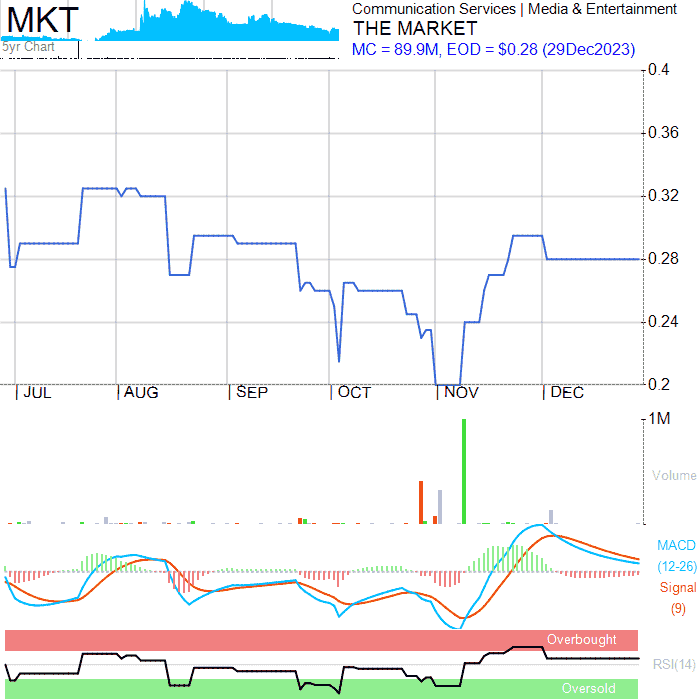 MKT
5yr Chart
Communication Services | Media & Entertainment
THE MARKET
MC = 89.9M, EOD = $0.28 (29Dec2023)
0.4
0.36
0.32
0.28
0.24
0.2
JUL
AUG
SEP
OCT
NOV
DEC
1M
Volume
MACD
(12-26)
Signal
(9)
Overbought
RSI(14)
Oversold